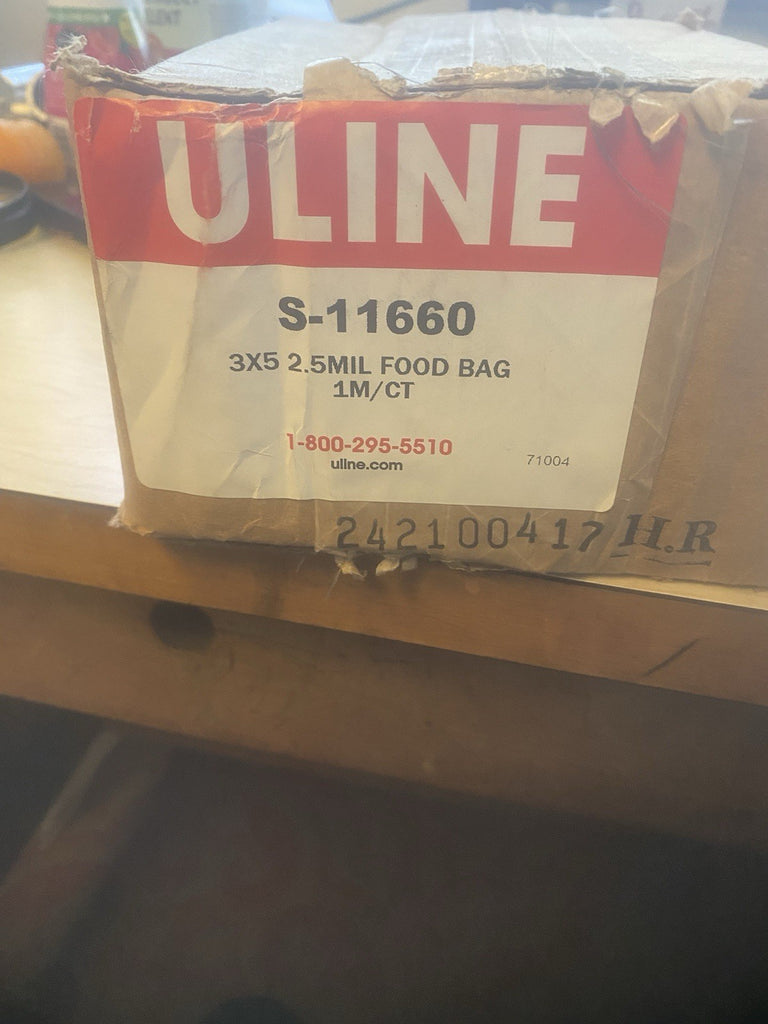 ULINE
S-11660
3X5 2.5MIL FOOD BAG
1M/CT
1-800-295-5510
uline.com
71004
242100417 H.R